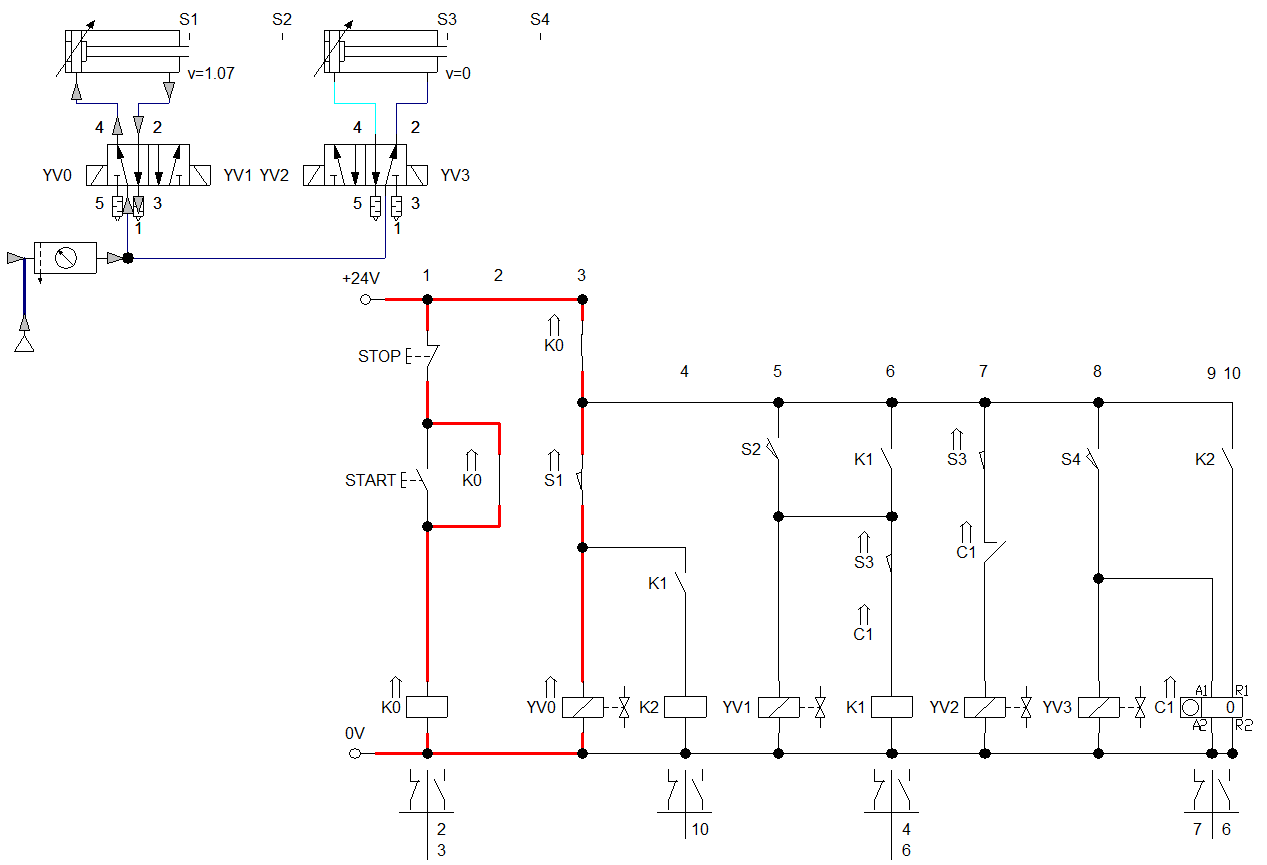 S1 S2 S3 S4
v=1.07 v=0
4 2 4 2
YV0 YV1 YV2 YV3
5 3 5 3
1 1
+24V 1 2 3
K0
STOP
4 5 6 7 8 9 10
S2 K1 S3 S4 K2
START K0 S1
C1
S3
K1
C1
A1 R1
K0 YV0 K2 YV1 K1 YV2 YV3 C1 0
A2 R2
0V
2 10 4 7 6
3 6